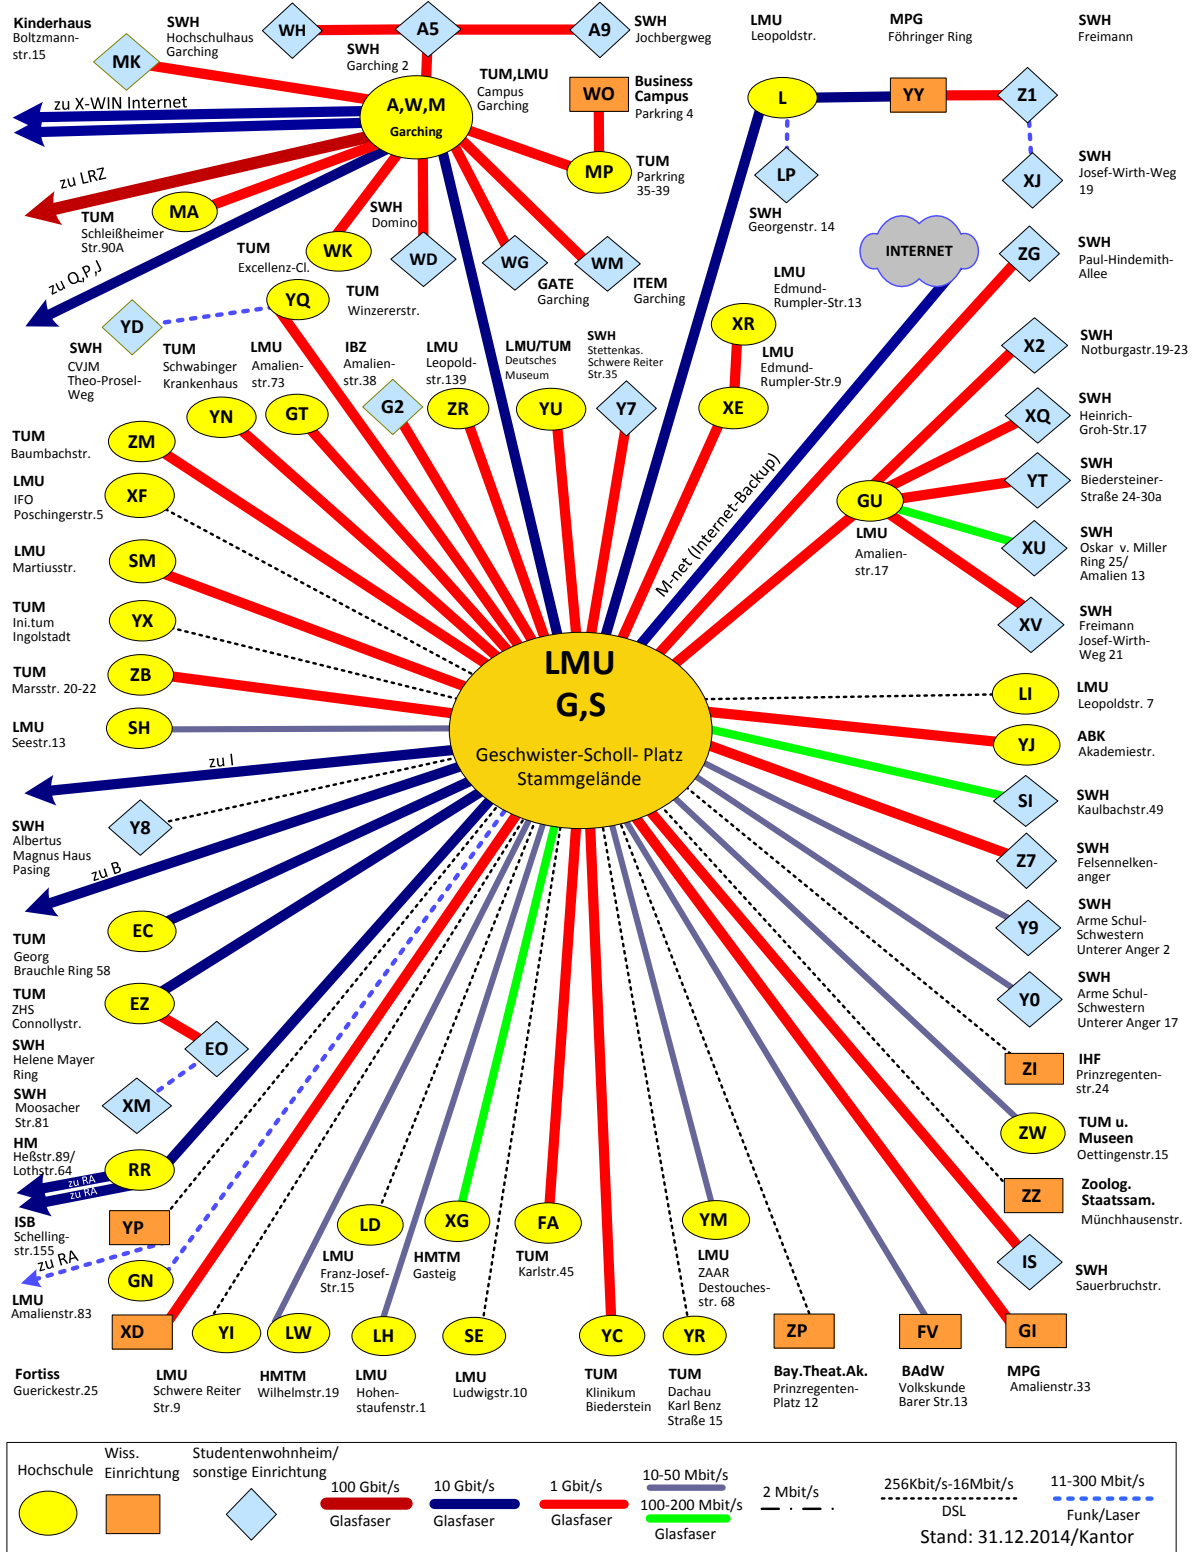 Kinderhaus
Boltzmann-
str.15
MK
SWH
Hochschulhaus
Garching
WH
A5
SWH
Garching 2
A9
SWH
Jochbergweg
LMU
Leopoldstr.
MPG
Föhringer Ring
SWH
Freimann
zu X-WIN Internet
A,W,M
Garching
TUM,LMU
Campus
Garching
WO
Business
Campus
Parkring 4
L
YY
Z1
zu LRZ
MP
TUM
Parkring
35-39
LP
SWH
Georgenstr. 14
XJ
SWH
Josef-Wirth-Weg
19
MA
TUM
Schleißheimer
Str.90A
zu Q,P,J
WK
TUM
Excellenz-Cl.
SWH
Domino
WD
WG
GATE
Garching
WM
ITEM
Garching
INTERNET
ZG
SWH
Paul-Hindemith-
Allee
YQ
TUM
Winzererstr.
YD
SWH
CVJM
Theo-Prosel-
Weg
TUM
Schwabinger
Krankenhaus
YN
LMU
Amalien-
str.73
GT
IBZ
Amalien-
str.38
G2
LMU
Leopold-
str.139
ZR
LMU/TUM
Deutsches
Museum
YU
SWH
Stettenkas.
Schwere Reiter
Str.35
Y7
LMU
Edmund-
Rumpler-Str.13
XR
LMU
Edmund-
Rumpler-Str.9
XE
X2
SWH
Notburgastr.19-23
XQ
SWH
Heinrich-
Groh-Str.17
YT
SWH
Biedersteiner-
Straße 24-30a
GU
LMU
Amalien-
str.17
XU
SWH
Oskar v. Miller
Ring 25/
Amalien 13
XV
SWH
Freimann
Josef-Wirth-
Weg 21
M-net (Internet-Backup)
TUM
Baumbachstr.
ZM
LMU
IFO
Poschingerstr.5
XF
LMU
Martiusstr.
SM
TUM
Ini.tum
Ingolstadt
YX
TUM
Marsstr. 20-22
ZB
LMU
Seestr.13
SH
LMU
G,S
Geschwister-Scholl- Platz
Stammgelände
LI
LMU
Leopoldstr. 7
YJ
ABK
Akademiestr.
SI
SWH
Kaulbachstr.49
Z7
SWH
Felsennelken-
anger
Y9
SWH
Arme Schul-
Schwestern
Unterer Anger 2
Y0
SWH
Arme Schul-
Schwestern
Unterer Anger 17
ZI
IHF
Prinzregenten-
str.24
ZW
TUM u.
Museen
Oettingenstr.15
ZZ
Zoolog.
Staatssam.
Münchhausenstr.
IS
SWH
Sauerbruchstr.
zu I
SWH
Albertus
Magnus Haus
Pasing
Y8
zu B
EC
TUM
Georg
Brauchle Ring 58
TUM
ZHS
Connollystr.
EZ
EO
SWH
Helene Mayer
Ring
SWH
Moosacher
Str.81
XM
HM
Heßstr.89/
Lothstr.64
RR
zu RA
zu RA
ISB
Schelling-
str.155
YP
zu RA
GN
LMU
Amalienstr.83
XD
Fortiss
Guerickestr.25
YI
LMU
Schwere Reiter
Str.9
LW
HMTM
Wilhelmstr.19
LD
LMU
Franz-Josef-
Str.15
LH
LMU
Hohen-
staufenstr.1
XG
HMTM
Gasteig
SE
LMU
Ludwigstr.10
FA
TUM
Karlstr.45
YC
TUM
Klinikum
Biederstein
YM
LMU
ZAAR
Destouches-
str. 68
YR
TUM
Dachau
Karl Benz
Straße 15
ZP
Bay.Theat.Ak.
Prinzregenten-
Platz 12
FV
BAdW
Volkskunde
Barer Str.13
GI
MPG
Amalienstr.33
Hochschule
Wiss.
Einrichtung
Studentenwohnheim/
sonstige Einrichtung
100 Gbit/s
Glasfaser
10 Gbit/s
Glasfaser
1 Gbit/s
Glasfaser
10-50 Mbit/s
100-200 Mbit/s
Glasfaser
2 Mbit/s
256Kbit/s-16Mbit/s
DSL
11-300 Mbit/s
Funk/Laser
Stand: 31.12.2014/Kantor